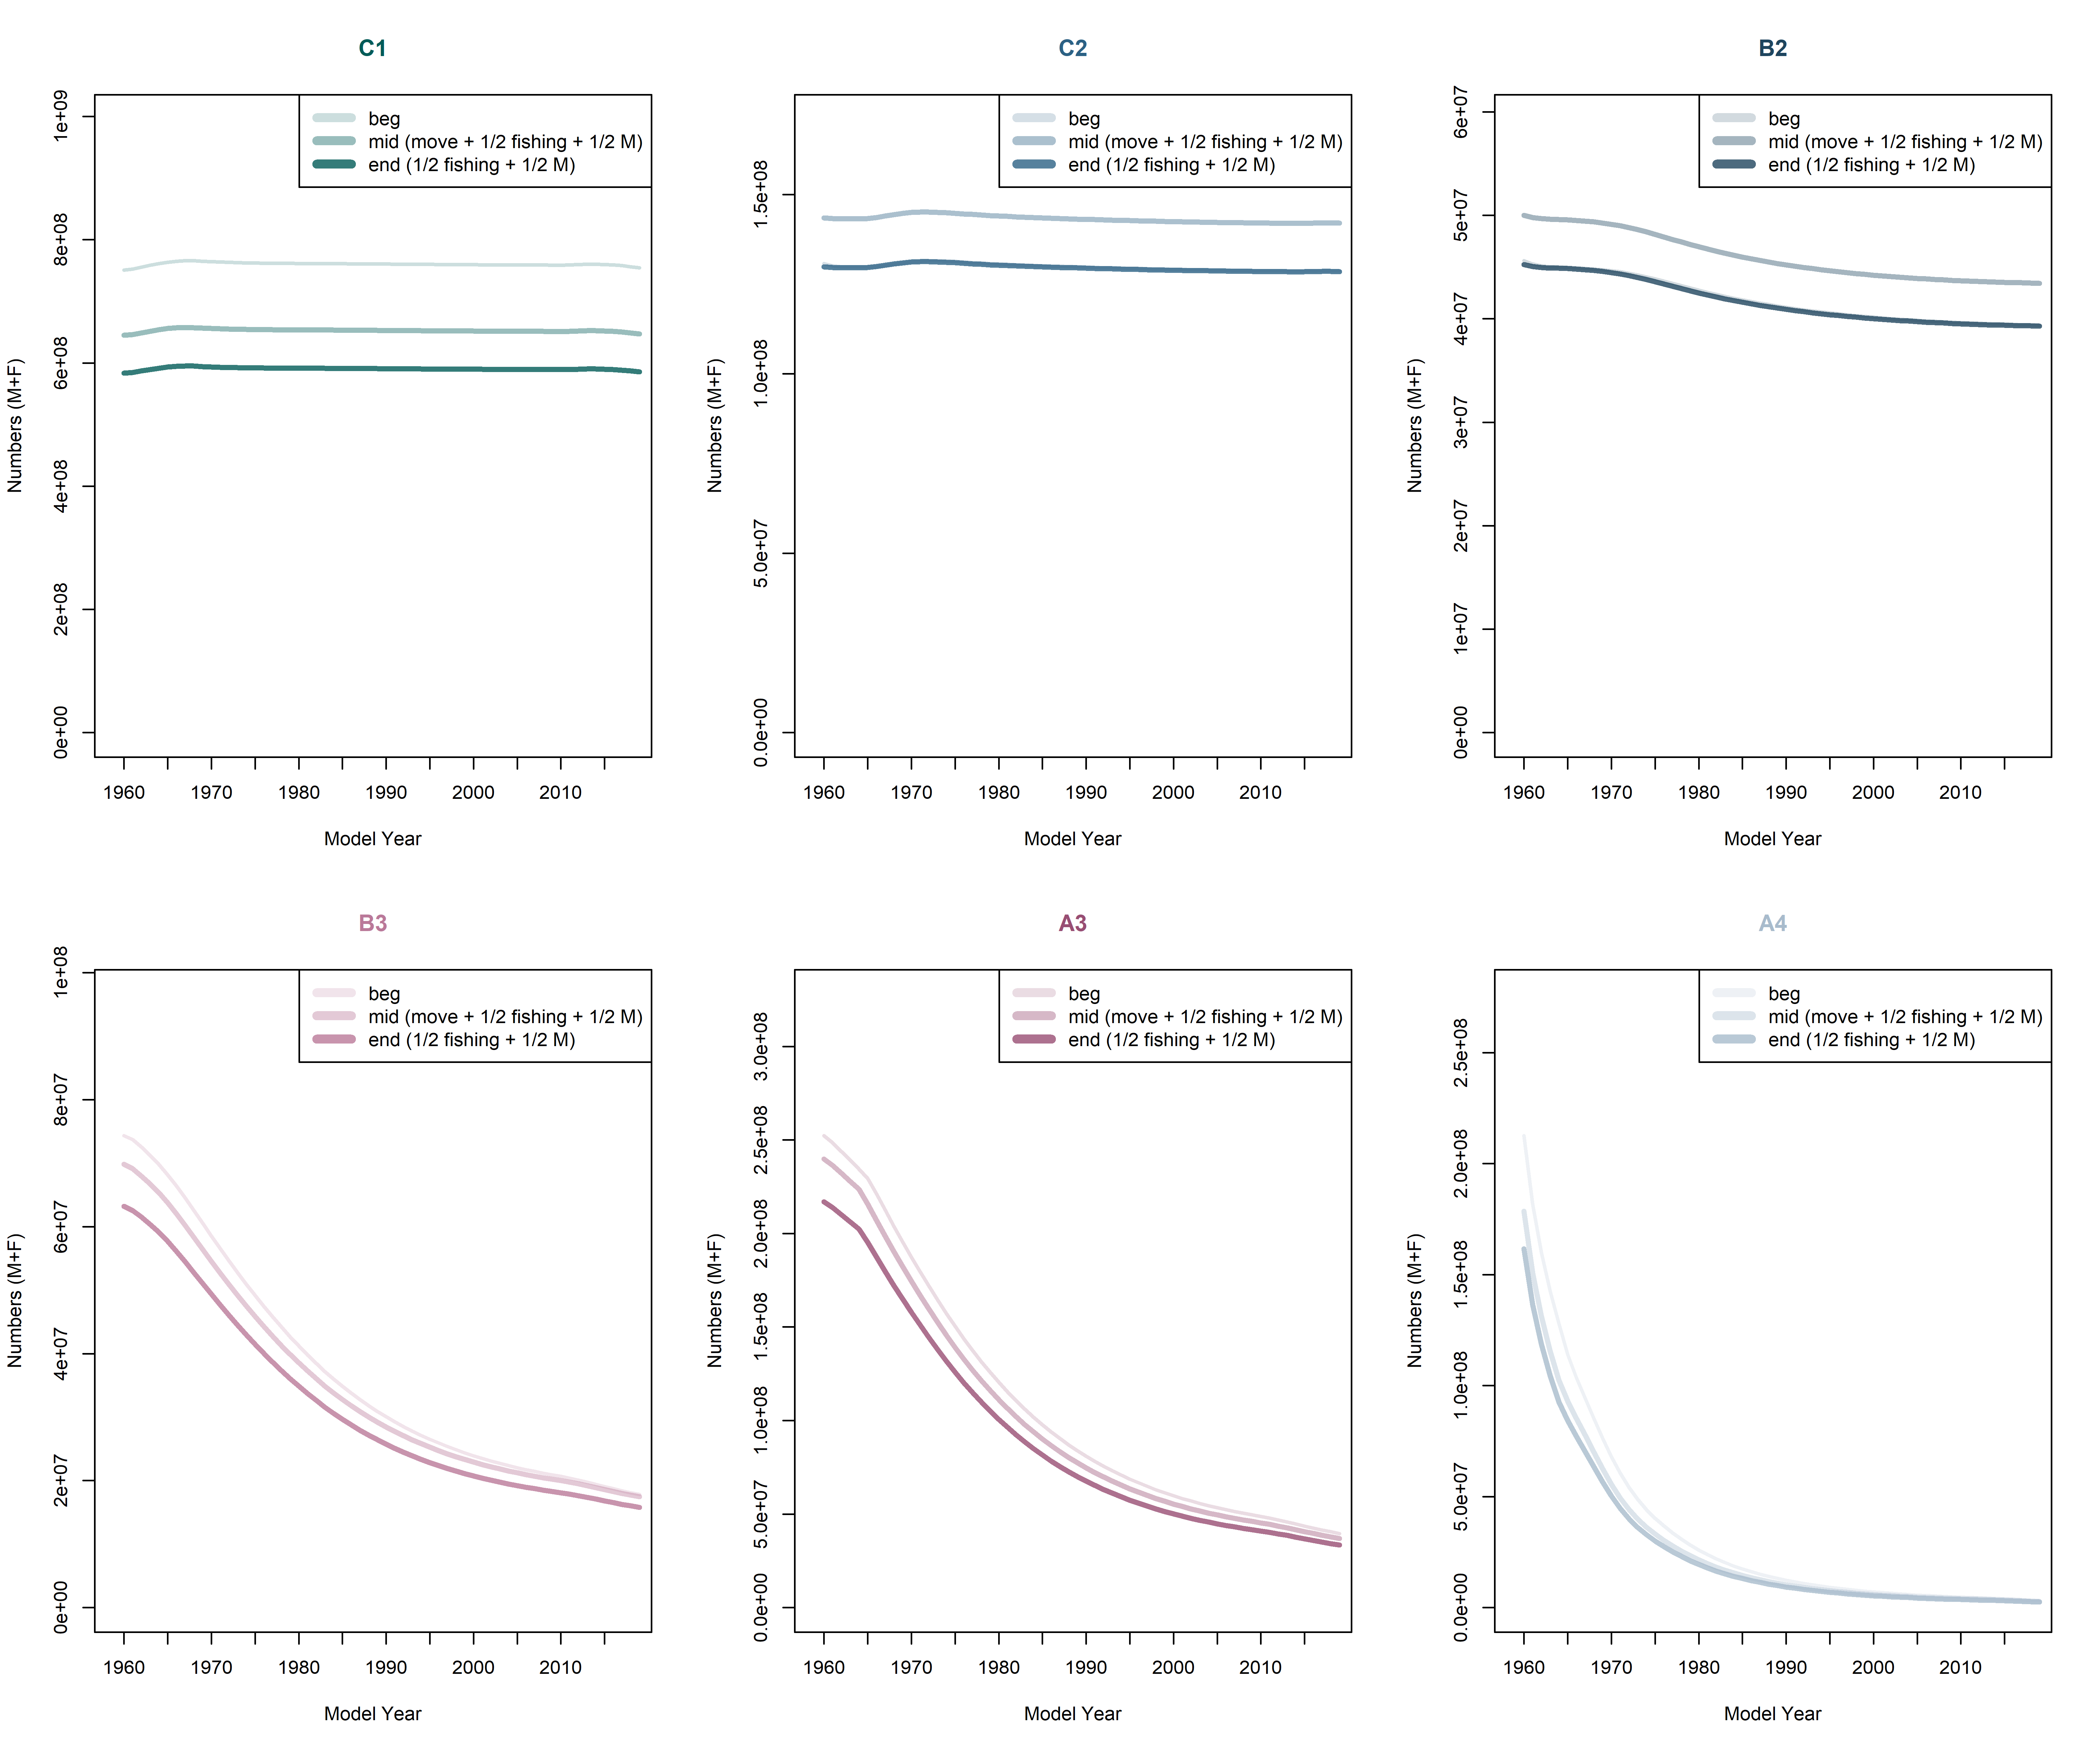 C1
1e+09
8e+08
6e+08
4e+08
2e+08
0e+00
Numbers (M+F)
beg
mid (move + 1/2 fishing + 1/2 M)
end (1/2 fishing + 1/2 M)
1960 1970 1980 1990 2000 2010
Model Year
C2
1.5e+08
1.0e+08
5.0e+07
0.0e+00
Numbers (M+F)
beg
mid (move + 1/2 fishing + 1/2 M)
end (1/2 fishing + 1/2 M)
1960 1970 1980 1990 2000 2010
Model Year
B2
6e+07
5e+07
4e+07
3e+07
2e+07
1e+07
0e+00
Numbers (M+F)
beg
mid (move + 1/2 fishing + 1/2 M)
end (1/2 fishing + 1/2 M)
1960 1970 1980 1990 2000 2010
Model Year
B3
1e+08
8e+07
6e+07
4e+07
2e+07
0e+00
Numbers (M+F)
beg
mid (move + 1/2 fishing + 1/2 M)
end (1/2 fishing + 1/2 M)
1960 1970 1980 1990 2000 2010
Model Year
A3
3.0e+08
2.5e+08
2.0e+08
1.5e+08
1.0e+08
5.0e+07
0.0e+00
Numbers (M+F)
beg
mid (move + 1/2 fishing + 1/2 M)
end (1/2 fishing + 1/2 M)
1960 1970 1980 1990 2000 2010
Model Year
A4
2.5e+08
2.0e+08
1.5e+08
1.0e+08
5.0e+07
0.0e+00
Numbers (M+F)
beg
mid (move + 1/2 fishing + 1/2 M)
end (1/2 fishing + 1/2 M)
1960 1970 1980 1990 2000 2010
Model Year